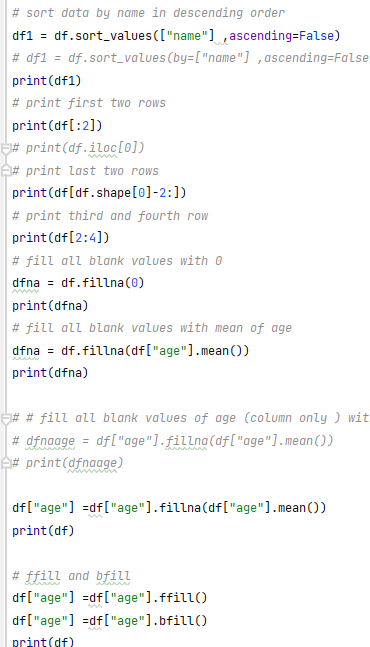 # sort data by name in descending order
df1 = df.sort_values(["name"] ,ascending=False)
# df1 = df.sort_values(by=["name"] ,ascending=False
print(df1)
# print first two rows
print(df[:2])
# print(df.iloc[0])
# print last two rows
print(df[df.shape[0]-2:])
# print third and fourth row
print(df[2:4])
# fill all blank values with 0
dfna = df.fillna(0)
print(dfna)
# fill all blank values with mean of age
dfna = df.fillna(df["age"].mean())
print(dfna)
# # fill all blank values of age (column only ) wit
# dfnaage = df["age"].fillna(df["age"].mean())
# print(dfnaage)
df["age"] =df["age"].fillna(df["age"].mean())
print(df)
# ffill and bfill
df["age"] =df["age"].ffill()
df["age"] =df["age"].bfill()
print(df)